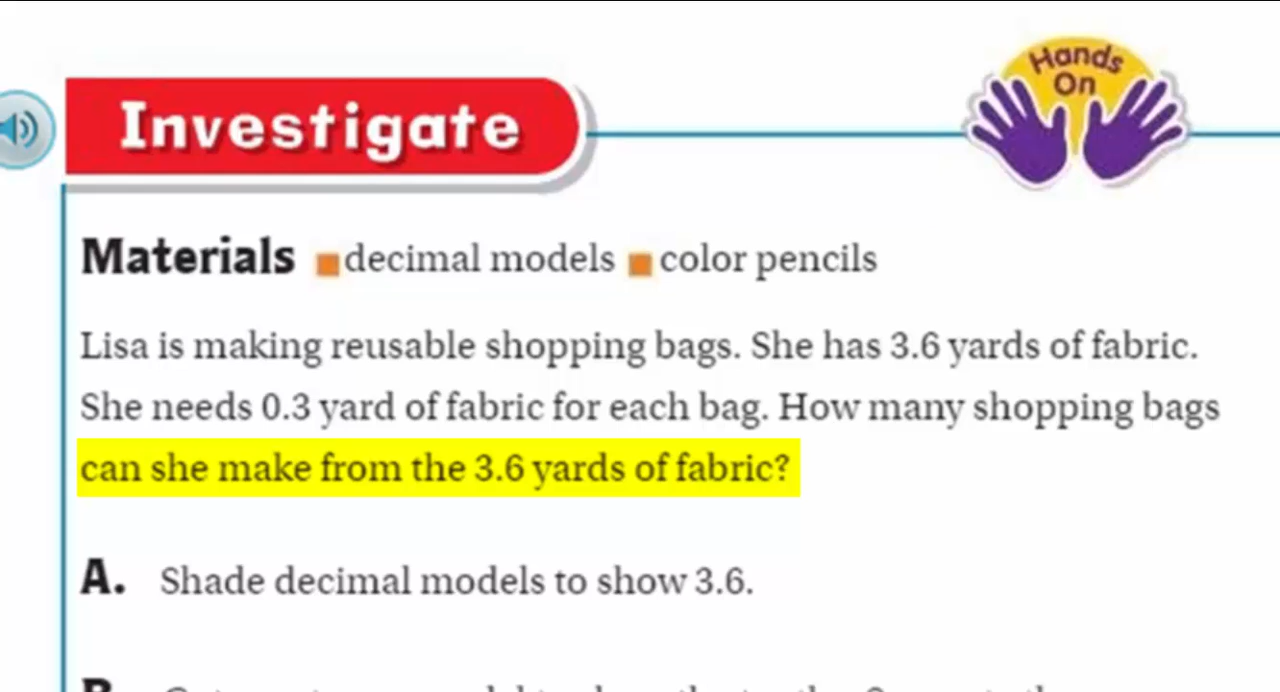 Hands
On
Investigate
Materials ■ decimal models ■ color pencils
Lisa is making reusable shopping bags. She has 3.6 yards of fabric.
She needs 0.3 yard of fabric for each bag. How many shopping bags
can she make from the 3.6 yards of fabric?
A. Shade decimal models to show 3.6.